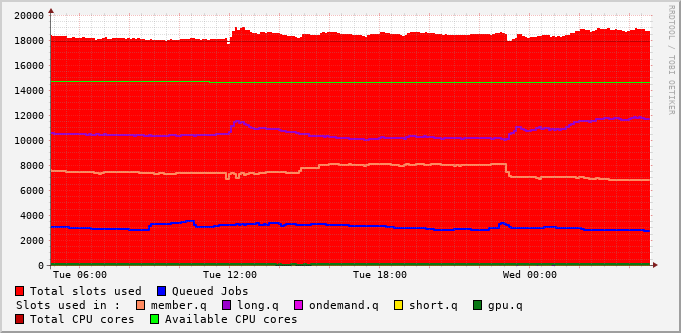 20000
18000
16000
14000
12000
10000
8000
6000
4000
2000
0
Tue 06:00 Tue 12:00 Tue 18:00 Wed 00:00
RRDTOOL / TOBI OETIKER
Total slots used Queued Jobs
Slots used in : member.q long.q ondemand.q short.q gpu.q
Total CPU cores Available CPU cores